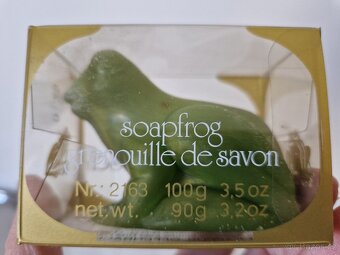 soapfrog
grenouille de savon
Nr. 2163 100g 3,5 oz
net.wt. 90g 3,2 oz